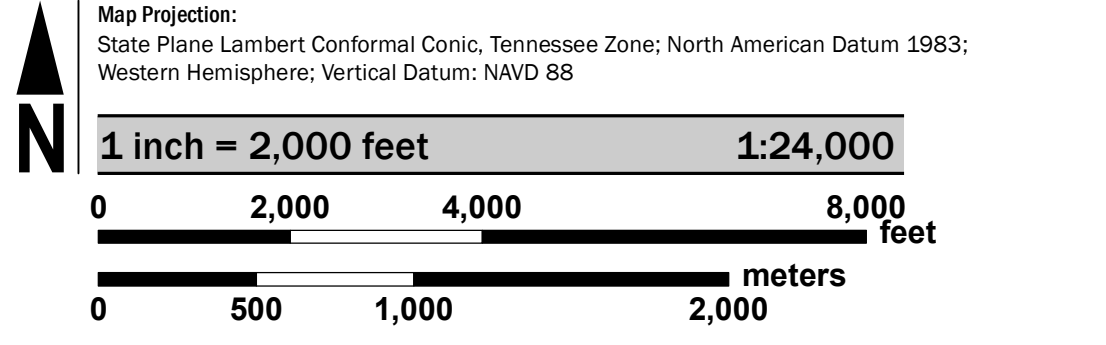 Map Projection:
State Plane Lambert Conformal Conic, Tennessee Zone; North American Datum 1983;
Western Hemisphere; Vertical Datum: NAVD 88
N
1 inch = 2,000 feet 1:24,000
0 2,000 4,000 8,000
feet
meters
0 500 1,000 2,000